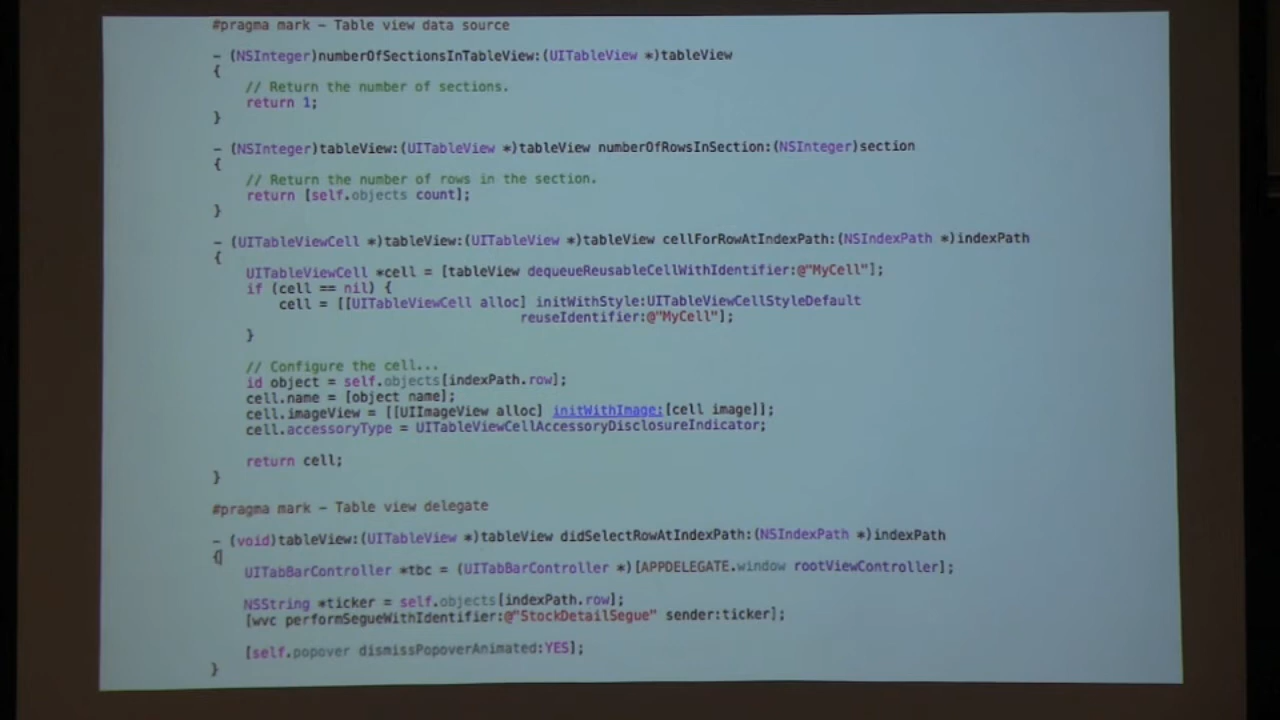 #pragma mark - Table view data source
- (NSInteger)numberOfSectionsInTableView:(UITableView *)tableView
{
// Return the number of sections.
return 1;
}
- (NSInteger)tableView:(UITableView *)tableView numberOfRowsInSection:(NSInteger)section
{
// Return the number of rows in the section.
return [self.objects count];
}
- (UITableViewCell *)tableView:(UITableView *)tableView cellForRowAtIndexPath:(NSIndexPath *)indexPath
{
UITableViewCell *cell = [tableView dequeueReusableCellWithIdentifier:@"MyCell"];
if (cell == nil) {
cell = [[UITableViewCell alloc] initWithStyle:UITableViewCellStyleDefault
reuseIdentifier:@"MyCell"];
}
// Configure the cell...
id object = self.objects[indexPath.row];
cell.name = [object name];
cell.imageView = [[UIImageView alloc] initWithImage:[cell image]];
cell.accessoryType = UITableViewCellAccessoryDisclosureIndicator;
return cell;
}
#pragma mark - Table view delegate
- (void)tableView:(UITableView *)tableView didSelectRowAtIndexPath:(NSIndexPath *)indexPath
{
UITabBarController *tbc = (UITabBarController *)[APPDELEGATE.window rootViewController];
NSString *ticker = self.objects[indexPath.row];
[wvc performSegueWithIdentifier:@"StockDetailSegue" sender:ticker];
[self.popover dismissPopoverAnimated:YES];
}